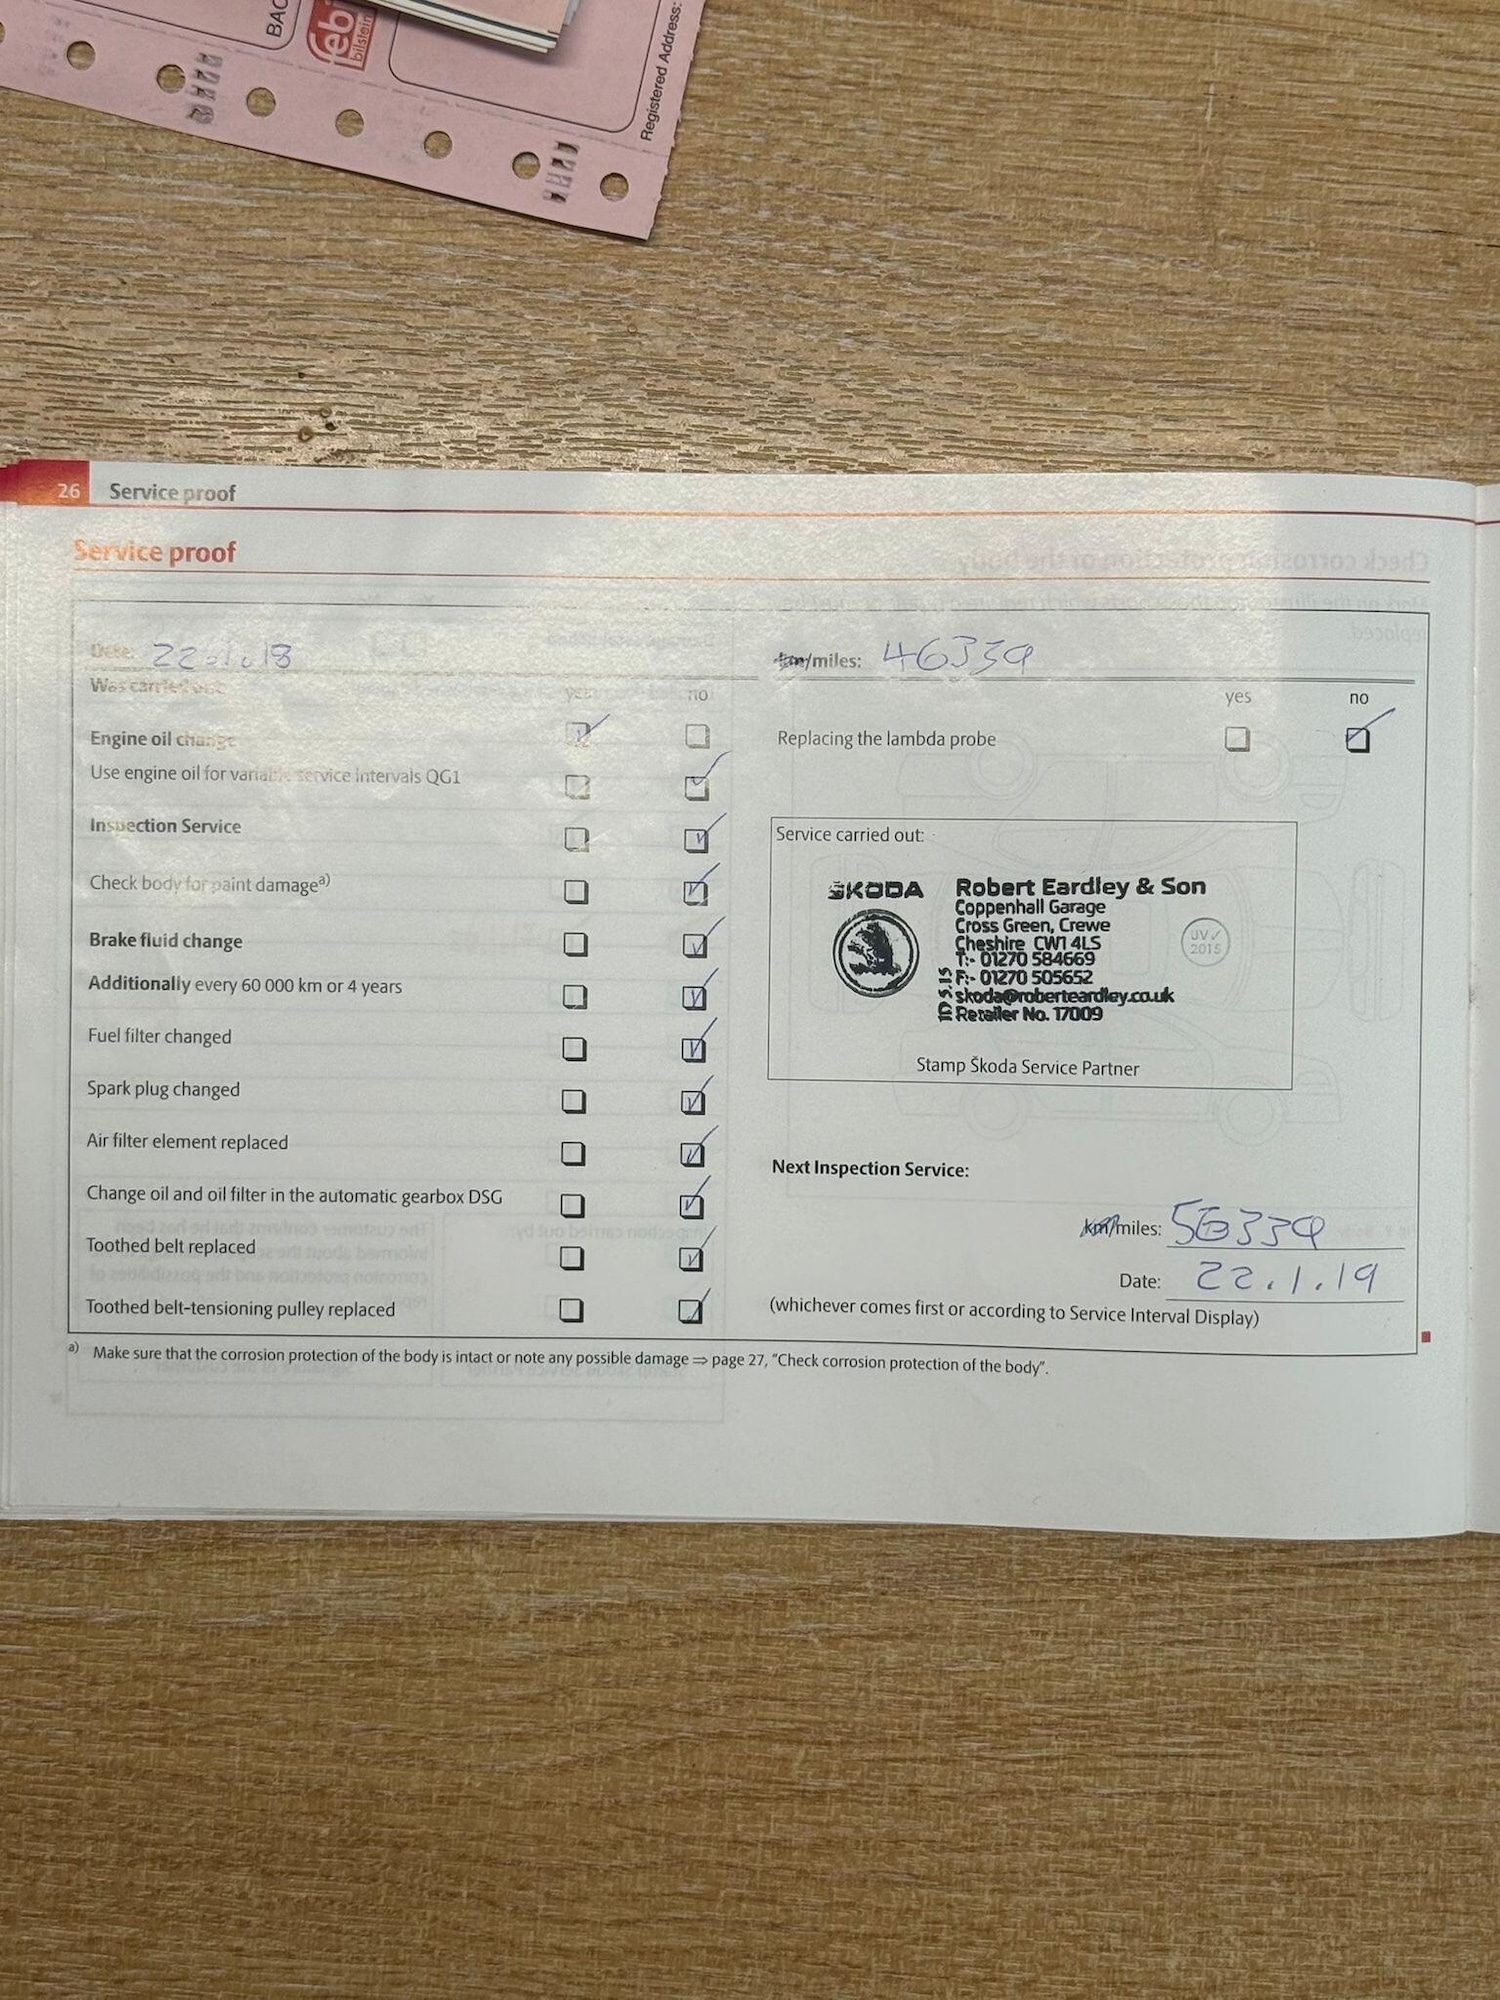 BAC
feb
bilstein
Registered Address:
26 Service proof
Service proof
Date: 22.1.18
km/miles: 46339
Was carried out
yes no
yes no
Engine oil change
Replacing the lambda probe
Use engine oil for variable service intervals QG1
Inspection Service
Check body for paint damage a)
Brake fluid change
Additionally every 60 000 km or 4 years
Fuel filter changed
Spark plug changed
Air filter element replaced
Change oil and oil filter in the automatic gearbox DSG
Toothed belt replaced
Toothed belt-tensioning pulley replaced
Service carried out:
ŠKODA
Robert Eardley & Son
Coppenhall Garage
Cross Green, Crewe
Cheshire CW1 4LS
T:- 01270 584669
F:- 01270 505652
skoda@roberteardley.co.uk
Retailer No. 17009
UV✓
2015
Stamp Škoda Service Partner
Next Inspection Service:
km/miles: 56339
Date: 22.1.19
(whichever comes first or according to Service Interval Display)
a) Make sure that the corrosion protection of the body is intact or note any possible damage ⇒ page 27, "Check corrosion protection of the body".